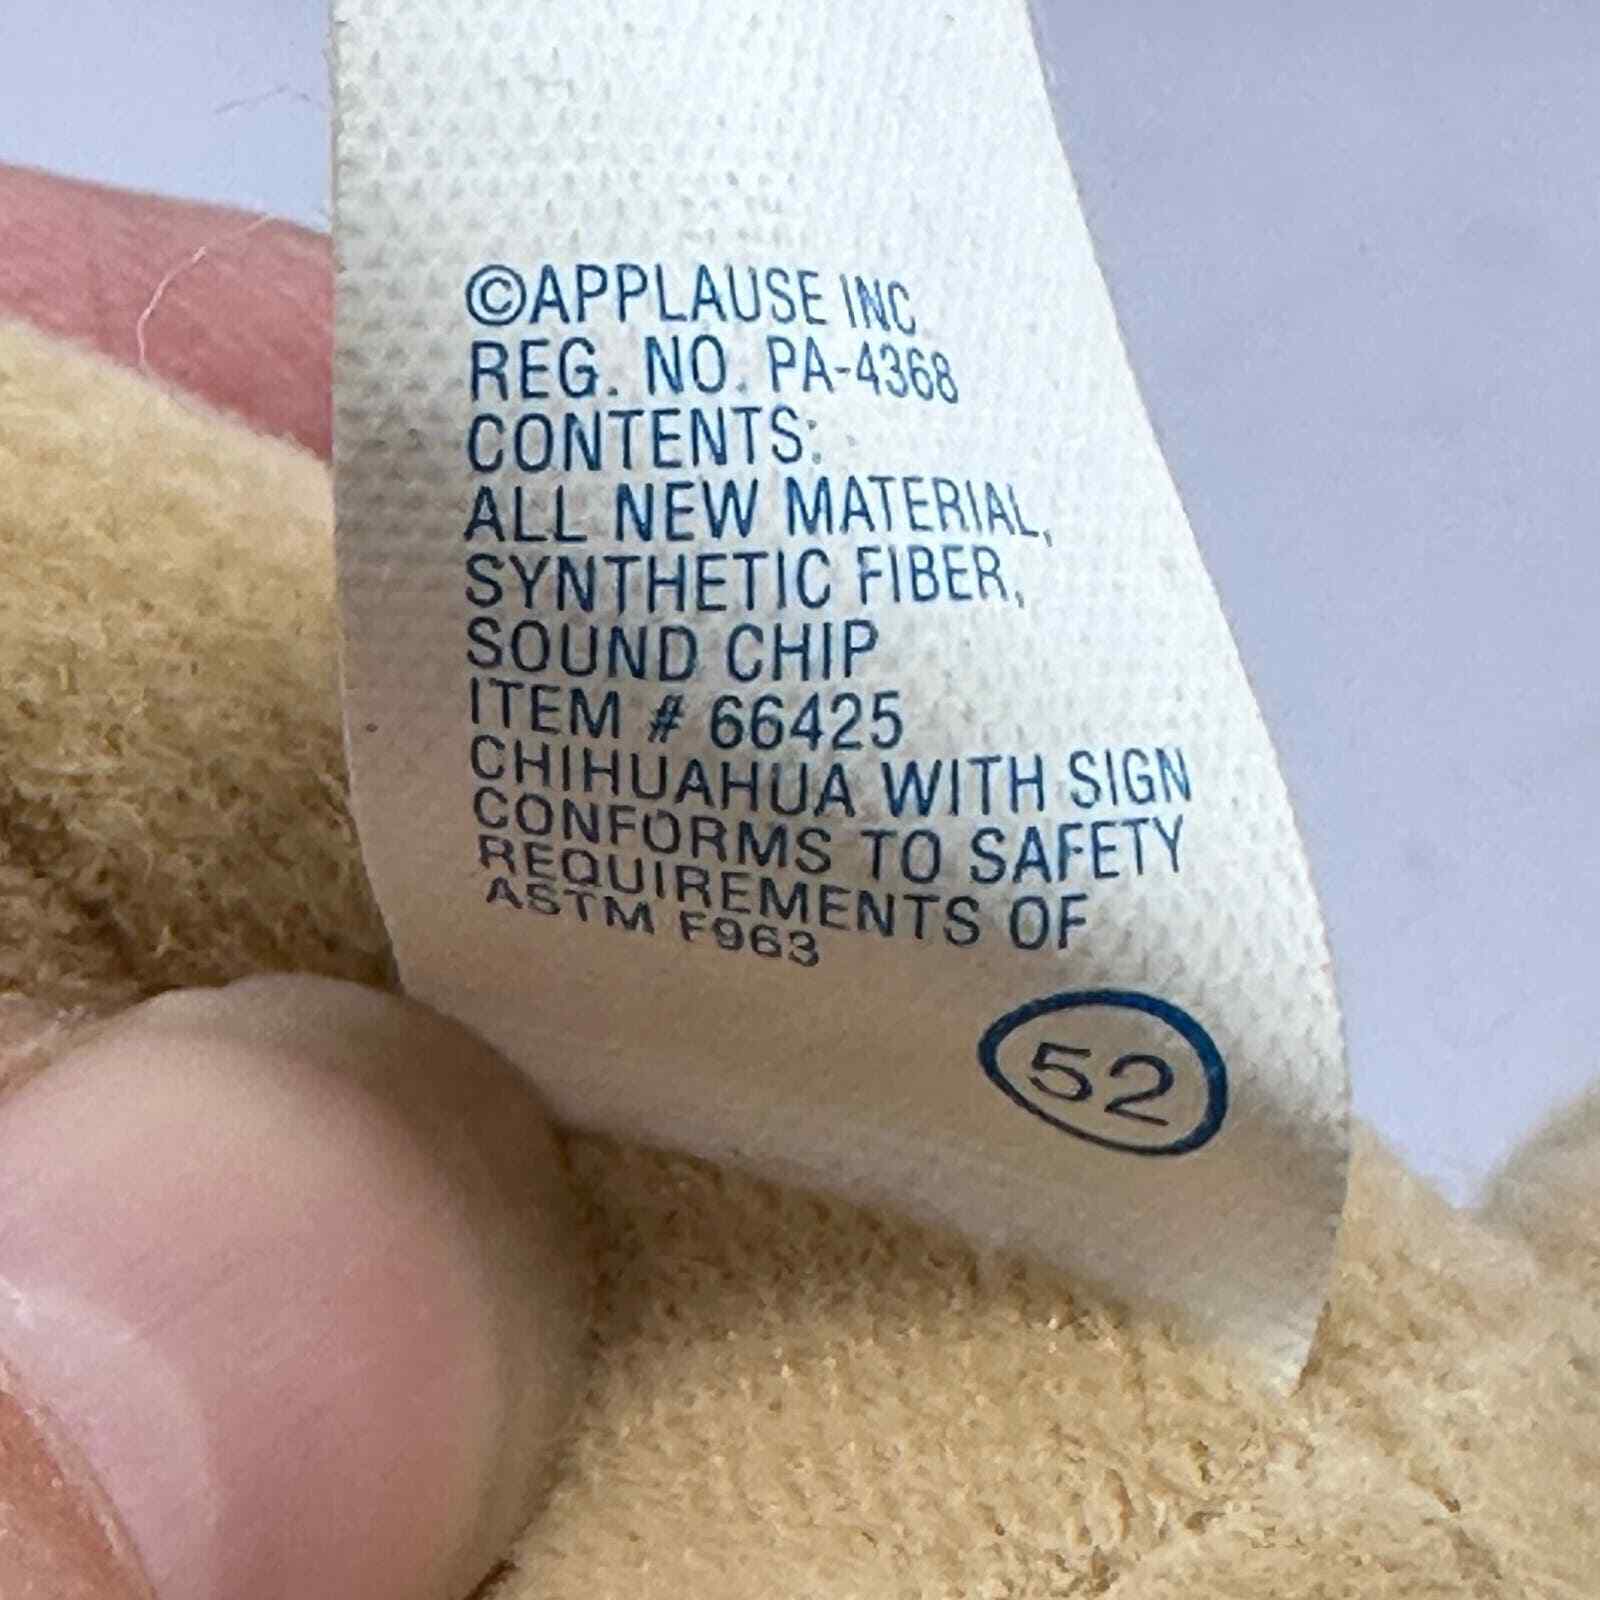 ©APPLAUSE INC
REG. NO. PA-4368
CONTENTS:
ALL NEW MATERIAL,
SYNTHETIC FIBER,
SOUND CHIP
ITEM # 66425
CHIHUAHUA WITH SIGN
CONFORMS TO SAFETY
REQUIREMENTS OF
ASTM F963
52